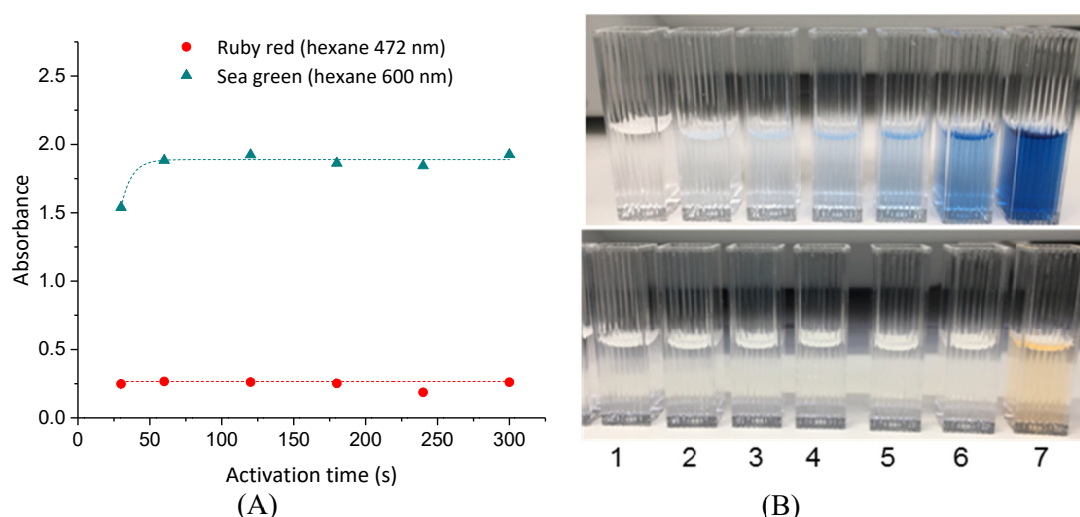 Ruby red (hexane 472 nm)
Sea green (hexane 600 nm)
2.5
2.0
1.5
1.0
0.5
0.0
Absorbance
0 50 100 150 200 250 300
Activation time (s)
(A)
1 2 3 4 5 6 7
(B)